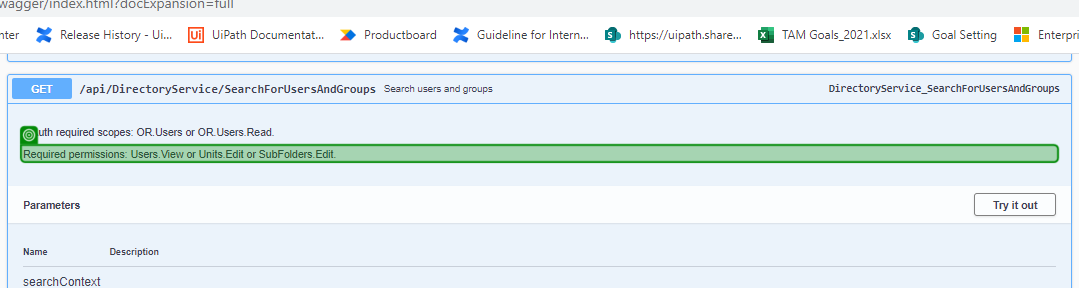 wagger/index.html?docExpansion=full
nter Release History - Ui... Ui UiPath Documentat... Productboard Guideline for Intern... S https://uipath.share... TAM Goals_2021.xlsx S Goal Setting Enterpri
GET /api/DirectoryService/SearchForUsersAndGroups Search users and groups DirectoryService_SearchForUsersAndGroups
uth required scopes: OR.Users or OR.Users.Read.
Required permissions: Users.View or Units.Edit or SubFolders.Edit.
Parameters Try it out
Name Description
searchContext